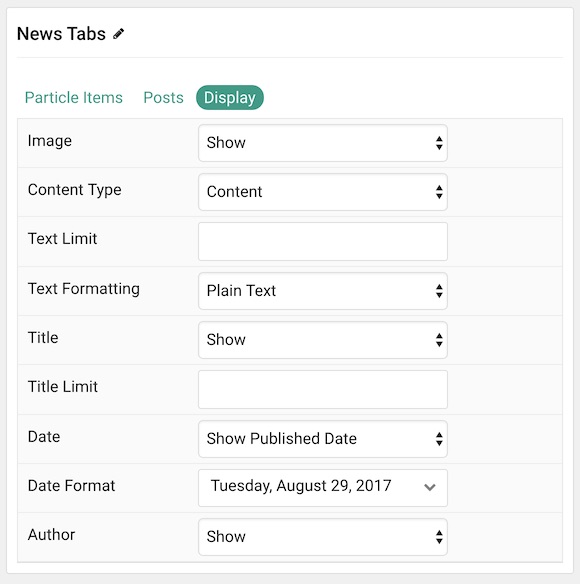 News Tabs
Particle Items Posts Display
Image Show
Content Type Content
Text Limit
Text Formatting Plain Text
Title Show
Title Limit
Date Show Published Date
Date Format Tuesday, August 29, 2017
Author Show